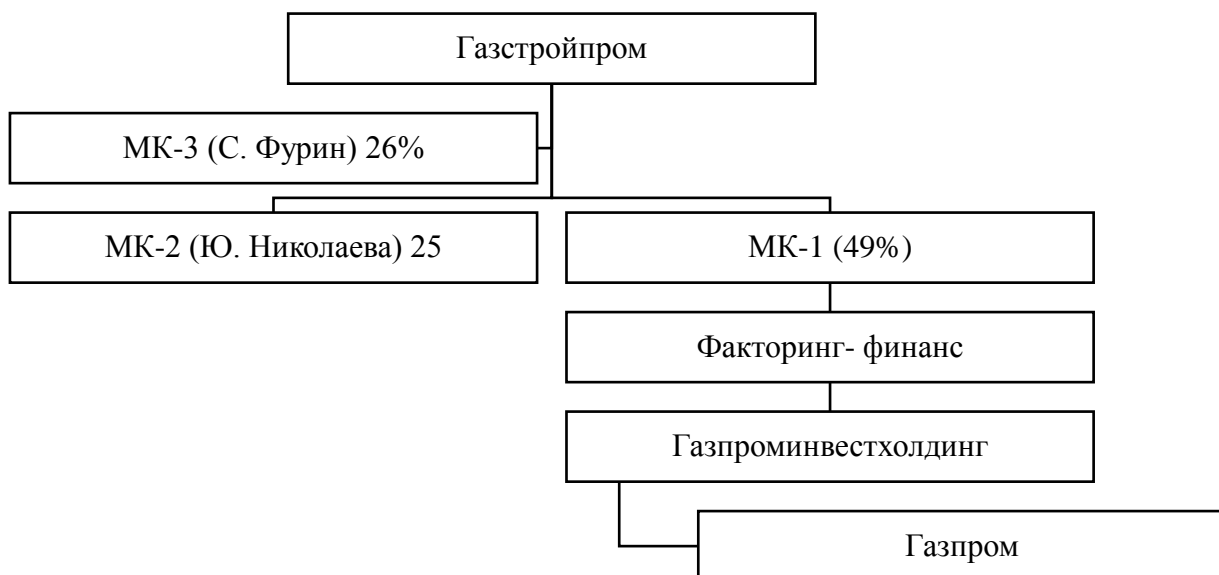 Газстройпром
МК-3 (С. Фурин) 26%
МК-2 (Ю. Николаева) 25
МК-1 (49%)
Факторинг- финанс
Газпроминвестхолдинг
Газпром